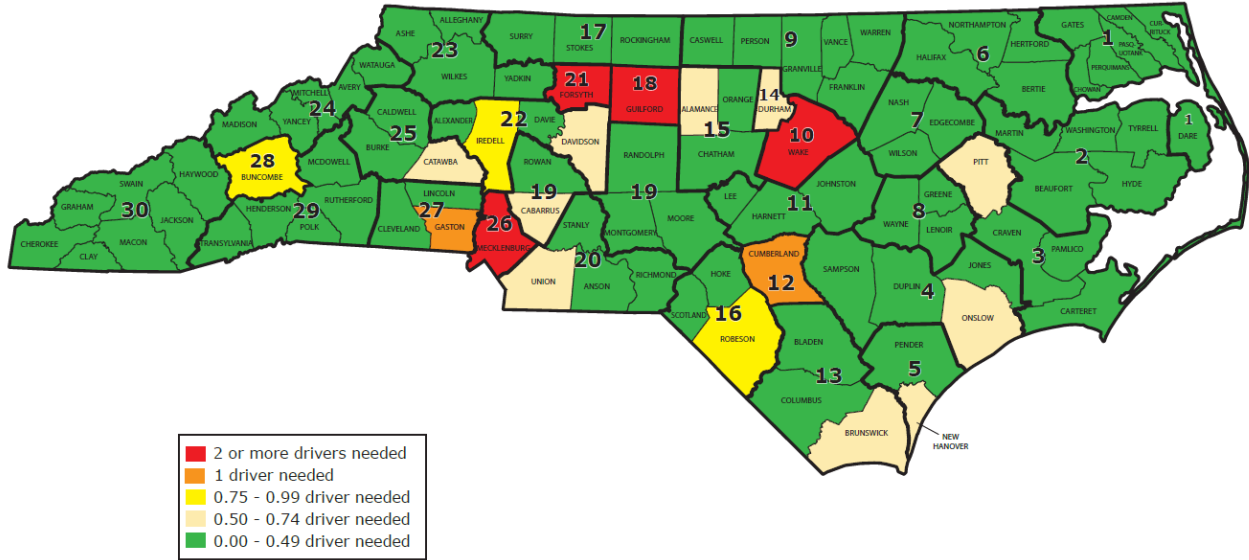 ALLEGHANY
ASHE
23
WATAUGA
WILKES
SURRY
17
STOKES
ROCKINGHAM
YADKIN
CASWELL
PERSON
9
VANCE
WARREN
GRANVILLE
FRANKLIN
NORTHAMPTON
6
HERTFORD
HALIFAX
BERTIE
GATES
CAMDEN
CUR-
RITUCK
1
PASQ-
UOTANK
PERQUIMANS
CHOWAN
MITCHELL
AVERY
24
YANCEY
MADISON
CALDWELL
25
BURKE
ALEXANDER
CATAWBA
22
IREDELL
DAVIE
21
FORSYTH
18
GUILFORD
DAVIDSON
RANDOLPH
ALAMANCE
ORANGE
15
CHATHAM
14
DURHAM
10
WAKE
NASH
7
EDGECOMBE
WILSON
MARTIN
WASHINGTON
TYRRELL
1
DARE
2
BEAUFORT
HYDE
PITT
28
BUNCOMBE
MCDOWELL
HAYWOOD
SWAIN
GRAHAM
30
JACKSON
CHEROKEE
MACON
CLAY
HENDERSON
29
RUTHERFORD
POLK
TRANSYLVANIA
LINCOLN
27
CLEVELAND
GASTON
26
MECKLENBURG
ROWAN
19
CABARRUS
STANLY
19
MONTGOMERY
MOORE
LEE
HARNETT
11
JOHNSTON
GREENE
8
WAYNE
LENOIR
CRAVEN
PAMLICO
3
JONES
CARTERET
20
UNION
ANSON
RICHMOND
HOKE
SCOTLAND
16
ROBESON
CUMBERLAND
12
SAMPSON
DUPLIN
4
ONSLOW
BLADEN
13
COLUMBUS
BRUNSWICK
PENDER
5
NEW
HANOVER
2 or more drivers needed
1 driver needed
0.75 - 0.99 driver needed
0.50 - 0.74 driver needed
0.00 - 0.49 driver needed